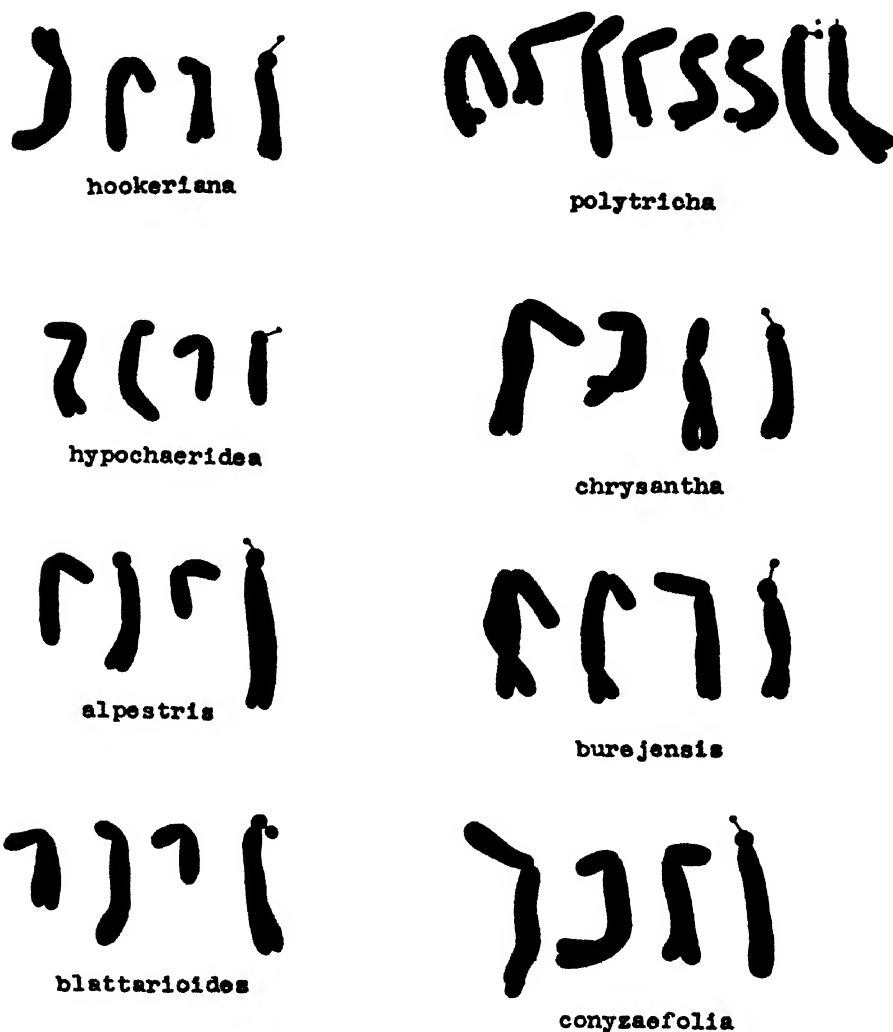 hookeriana
polytricha
hypochaeridea
chrysantha
alpestris
burejensis
blattarioides
conyzaefolia